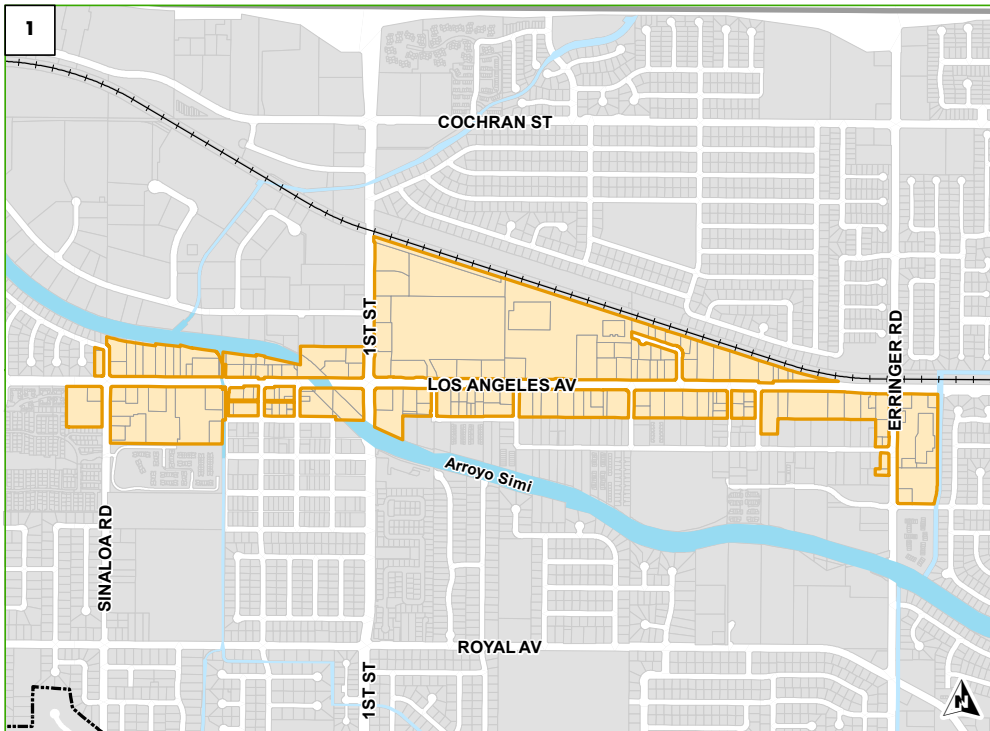 1
COCHRAN ST
1ST ST
LOS ANGELES AV
ERRINGER RD
Arroyo Simi
SINALOA RD
ROYAL AV
1ST ST
N